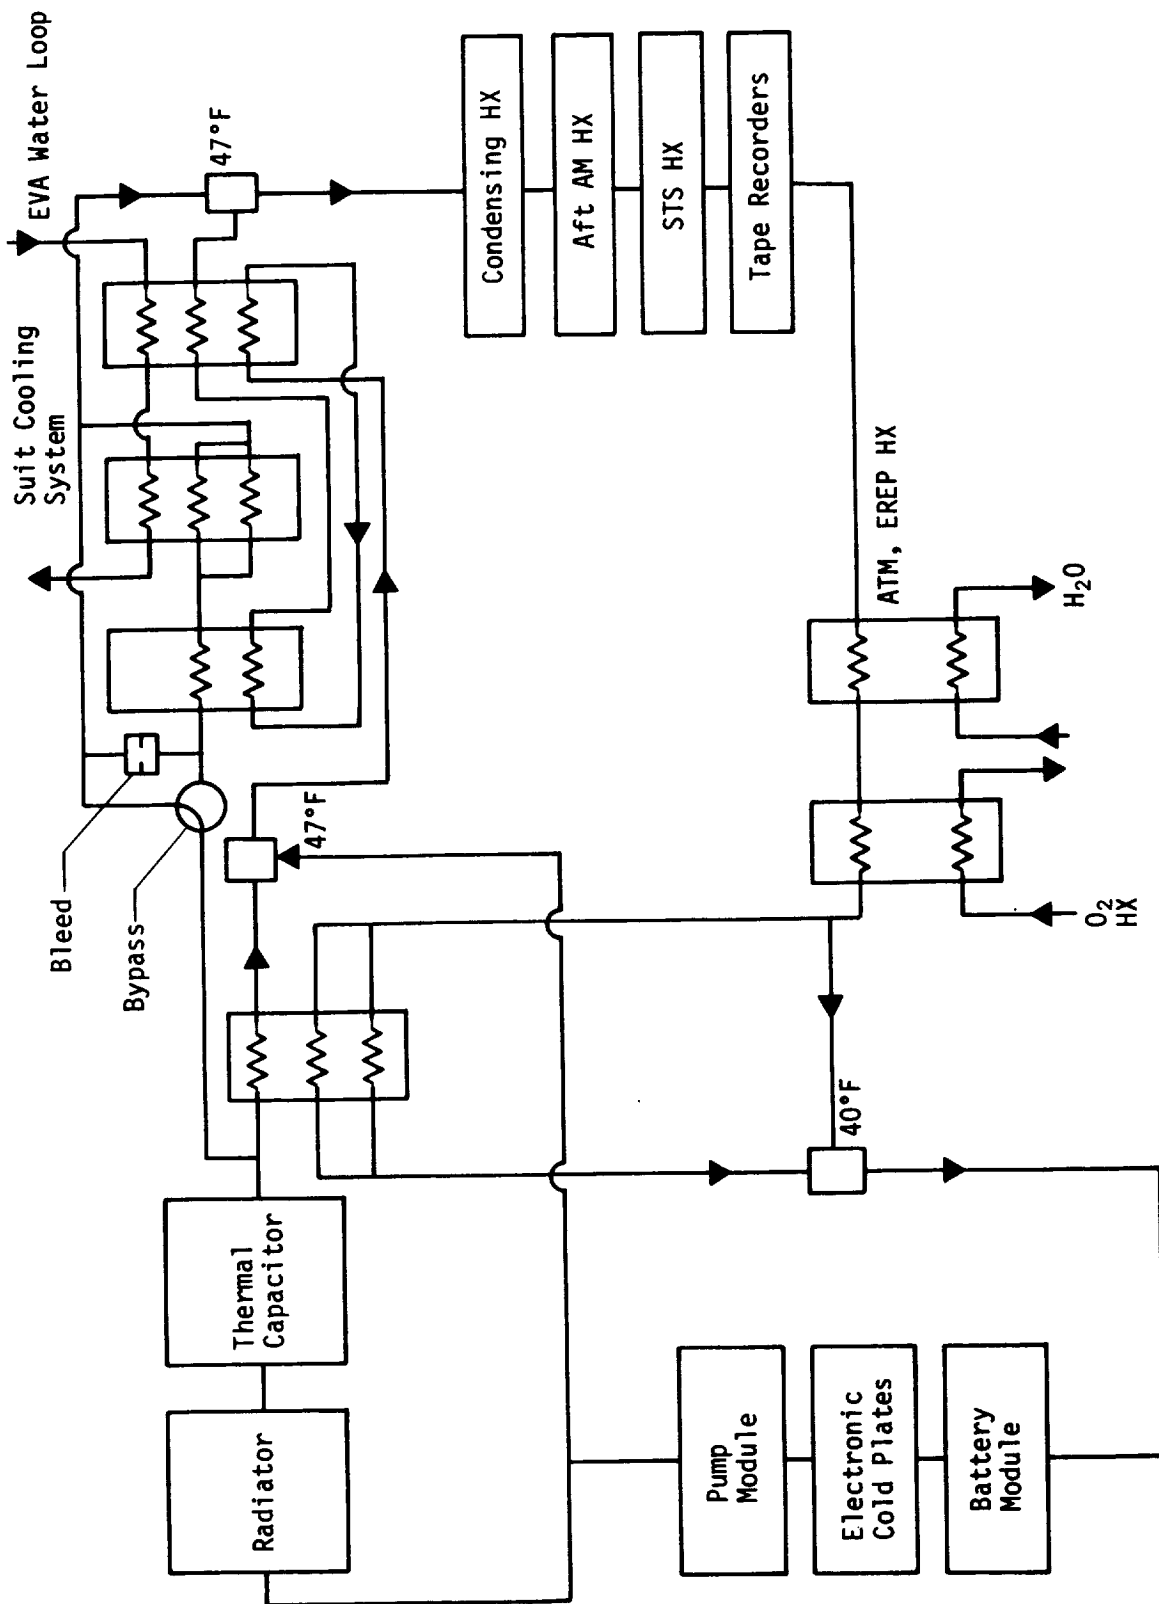 Suit Cooling
System
EVA Water Loop
Bleed
Bypass
47°F
47°F
Radiator
Thermal
Capacitor
Condensing HX
Aft AM HX
STS HX
Tape Recorders
40°F
ATM, EREP HX
Pump
Module
Electronic
Cold Plates
Battery
Module
O₂
HX
H₂O